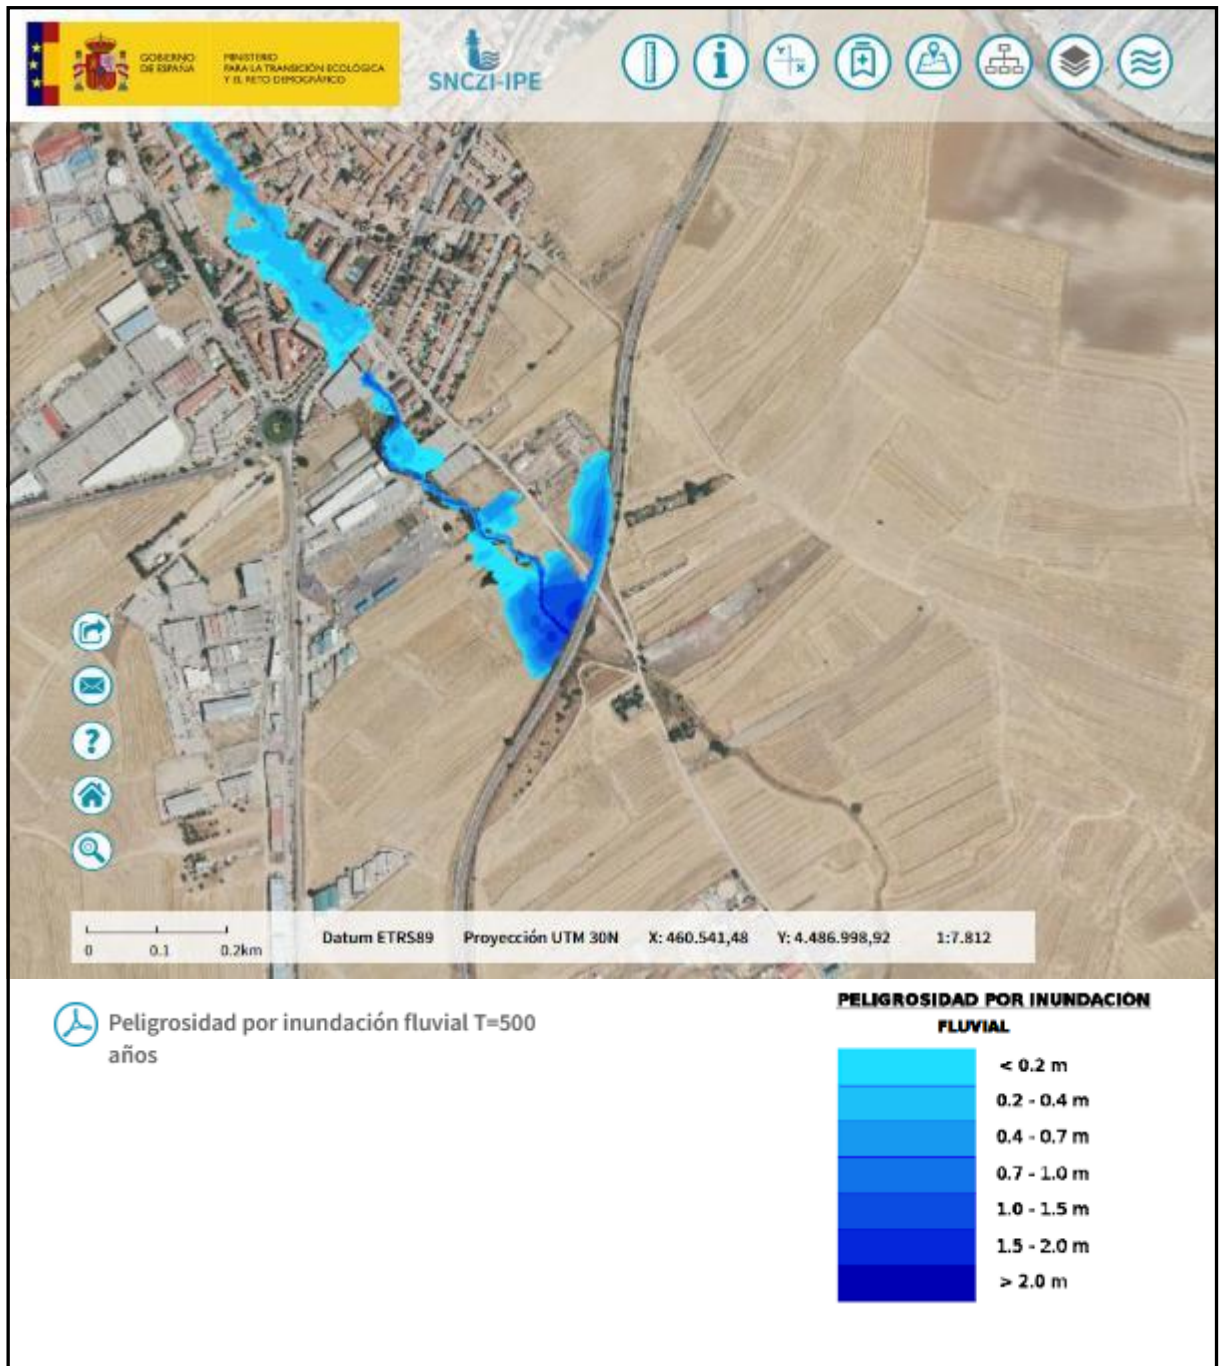 GOBIERNO
DE ESPAÑA
MINISTERIO
PARA LA TRANSICIÓN ECOLÓGICA
Y EL RETO DEMOGRÁFICO
SNCZI-IPE
0 0.1 0.2km
Datum ETRS89 Proyección UTM 30N X: 460.541,48 Y: 4.486.998,92 1:7.812
Peligrosidad por inundación fluvial T=500
años
PELIGROSIDAD POR INUNDACIÓN
FLUVIAL
< 0.2 m
0.2 - 0.4 m
0.4 - 0.7 m
0.7 - 1.0 m
1.0 - 1.5 m
1.5 - 2.0 m
> 2.0 m